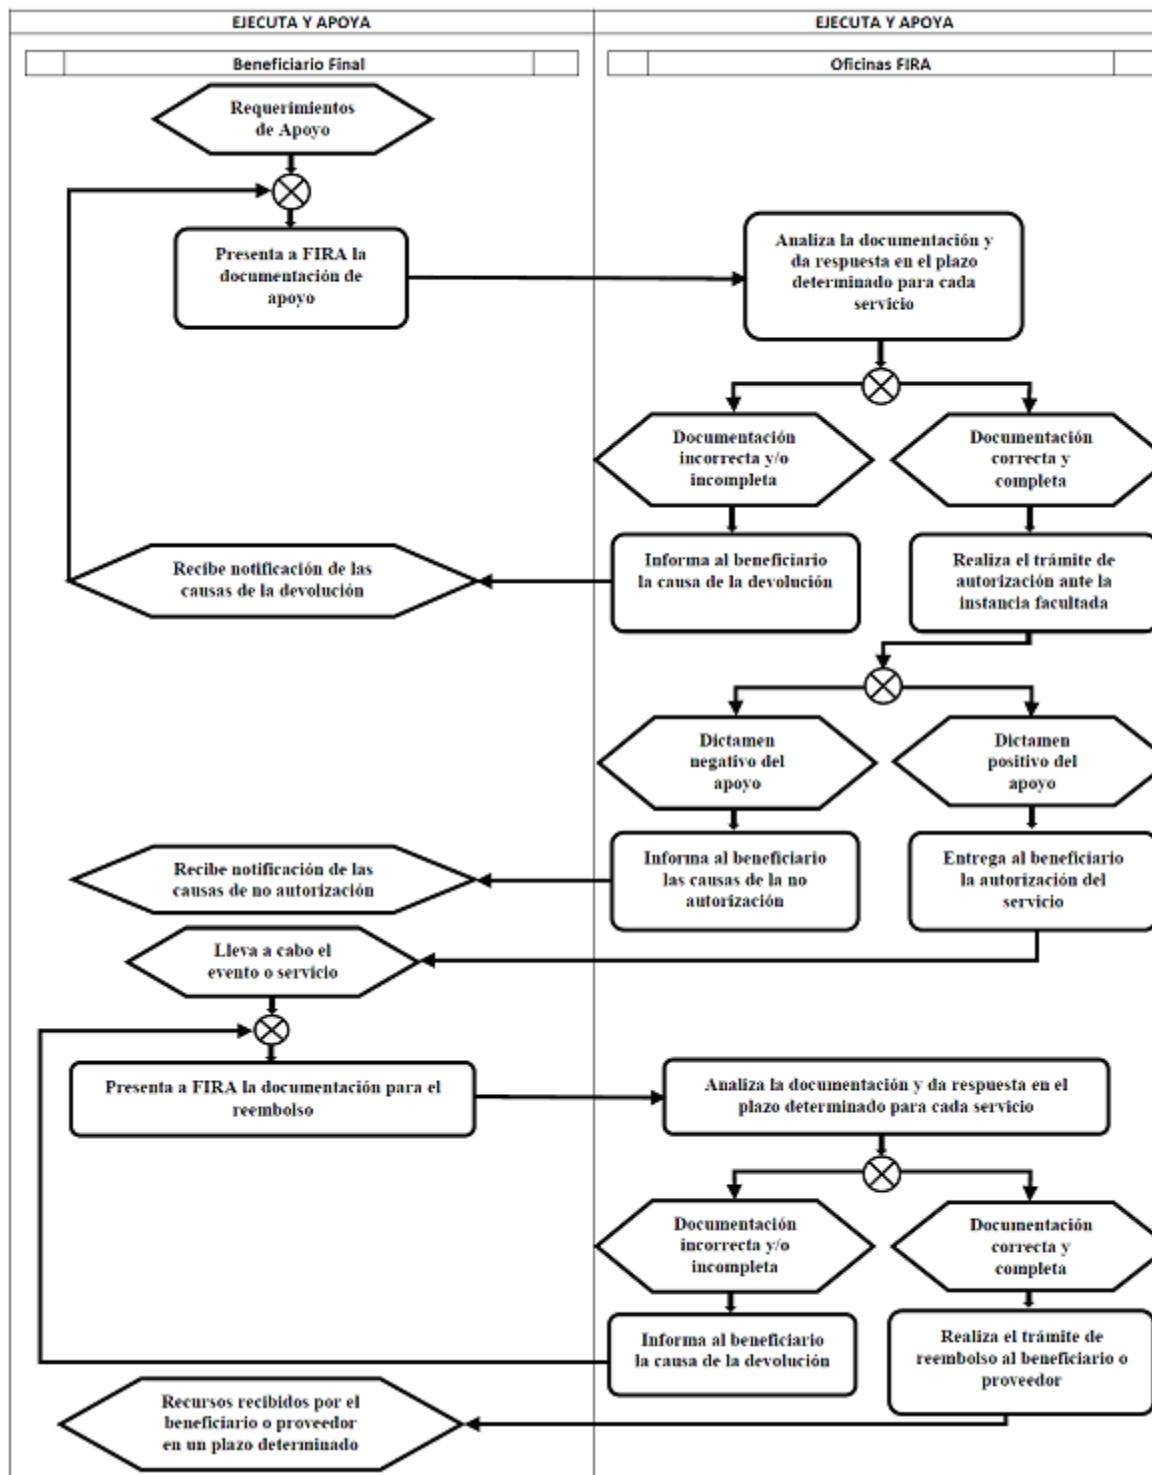 EJECUTA Y APOYA
EJECUTA Y APOYA
Beneficiario Final
Oficinas FIRA
Requerimientos
de Apoyo
Presenta a FIRA la
documentación de
apoyo
Analiza la documentación y
da respuesta en el plazo
determinado para cada
servicio
Documentación
incorrecta y/o
incompleta
Documentación
correcta y
completa
Informa al beneficiario
la causa de la devolución
Realiza el trámite de
autorización ante la
instancia facultada
Recibe notificación de las
causas de la devolución
Dictamen
negativo del
apoyo
Dictamen
positivo del
apoyo
Informa al beneficiario
las causas de la no
autorización
Entrega al beneficiario
la autorización del
servicio
Recibe notificación de las
causas de no autorización
Lleva a cabo el
evento o servicio
Presenta a FIRA la documentación para el
reembolso
Analiza la documentación y da respuesta en el
plazo determinado para cada servicio
Documentación
incorrecta y/o
incompleta
Documentación
correcta y
completa
Informa al beneficiario
la causa de la devolución
Realiza el trámite de
reembolso al beneficiario o
proveedor
Recursos recibidos por el
beneficiario o proveedor
en un plazo determinado